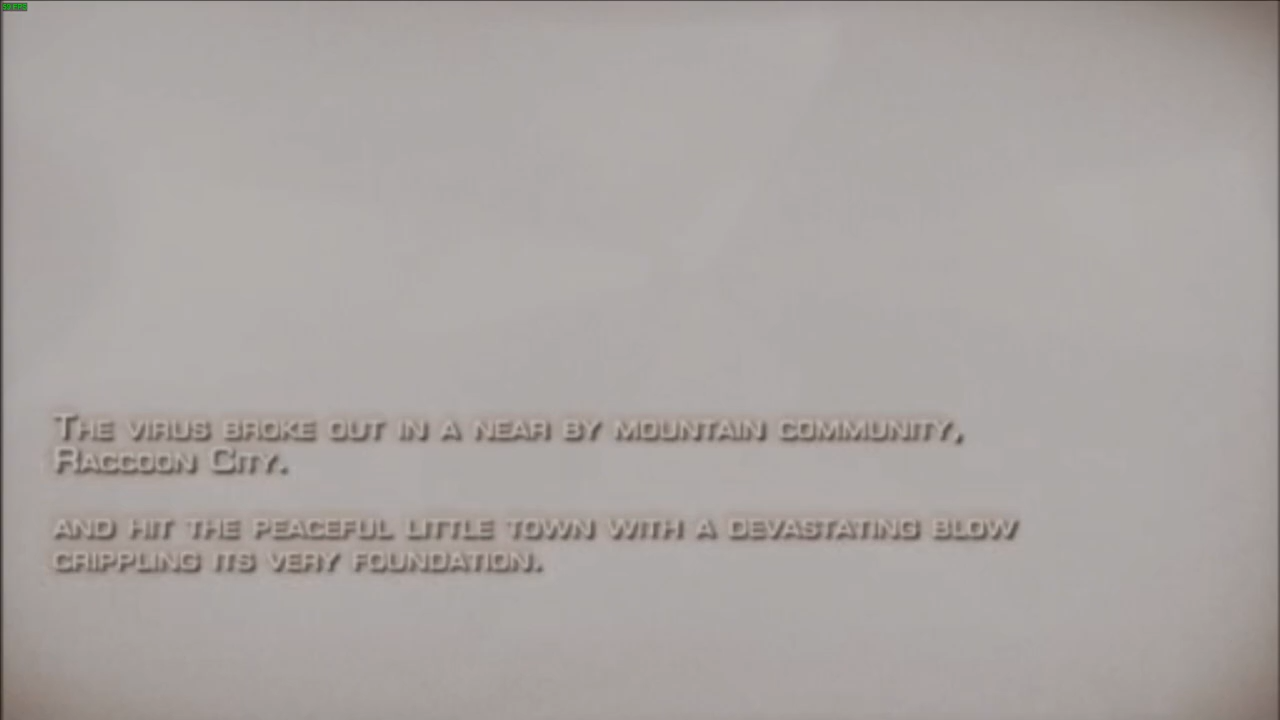 The virus broke out in a near by mountain community,
Raccoon City.
and hit the peaceful little town with a devastating blow
crippling its very foundation.